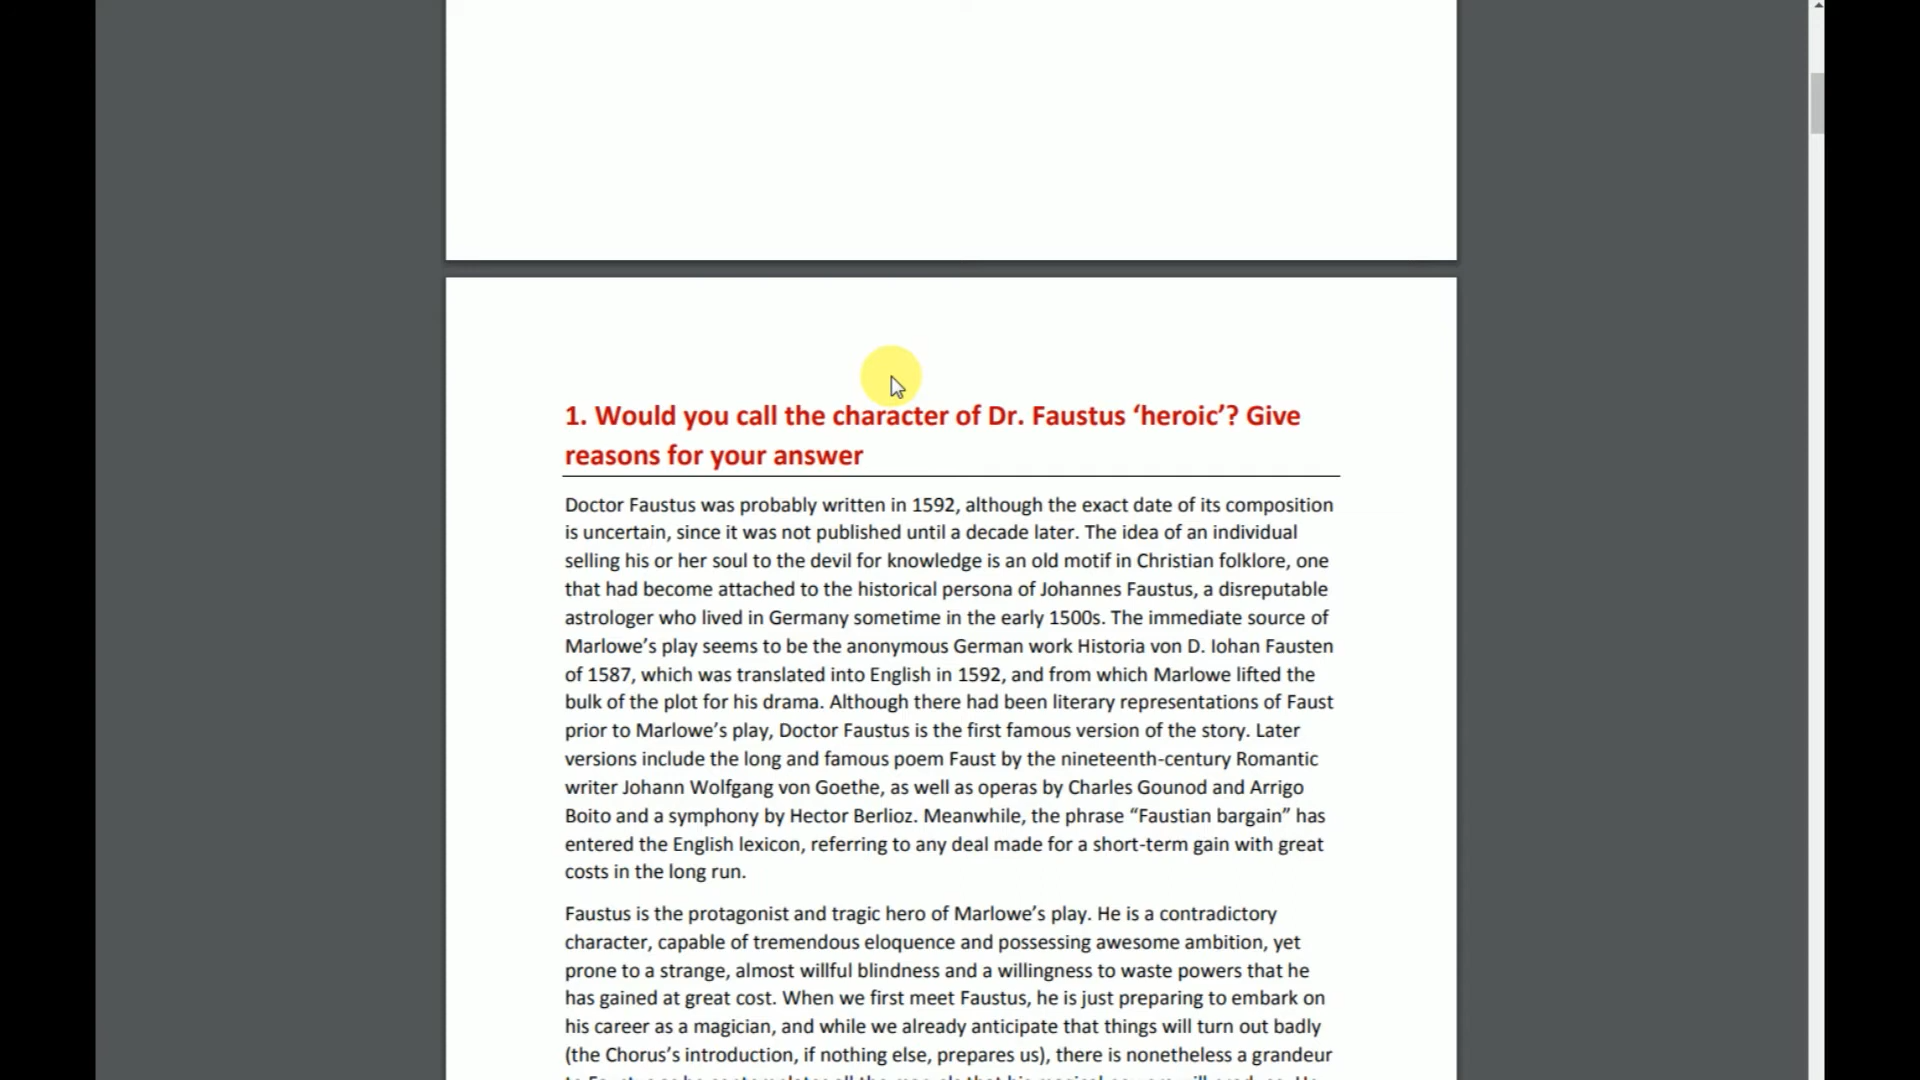 1. Would you call the character of Dr. Faustus ‘heroic’? Give
reasons for your answer
Doctor Faustus was probably written in 1592, although the exact date of its composition
is uncertain, since it was not published until a decade later. The idea of an individual
selling his or her soul to the devil for knowledge is an old motif in Christian folklore, one
that had become attached to the historical persona of Johannes Faustus, a disreputable
astrologer who lived in Germany sometime in the early 1500s. The immediate source of
Marlowe’s play seems to be the anonymous German work Historia von D. Iohan Fausten
of 1587, which was translated into English in 1592, and from which Marlowe lifted the
bulk of the plot for his drama. Although there had been literary representations of Faust
prior to Marlowe’s play, Doctor Faustus is the first famous version of the story. Later
versions include the long and famous poem Faust by the nineteenth-century Romantic
writer Johann Wolfgang von Goethe, as well as operas by Charles Gounod and Arrigo
Boito and a symphony by Hector Berlioz. Meanwhile, the phrase “Faustian bargain” has
entered the English lexicon, referring to any deal made for a short-term gain with great
costs in the long run.
Faustus is the protagonist and tragic hero of Marlowe’s play. He is a contradictory
character, capable of tremendous eloquence and possessing awesome ambition, yet
prone to a strange, almost willful blindness and a willingness to waste powers that he
has gained at great cost. When we first meet Faustus, he is just preparing to embark on
his career as a magician, and while we already anticipate that things will turn out badly
(the Chorus’s introduction, if nothing else, prepares us), there is nonetheless a grandeur